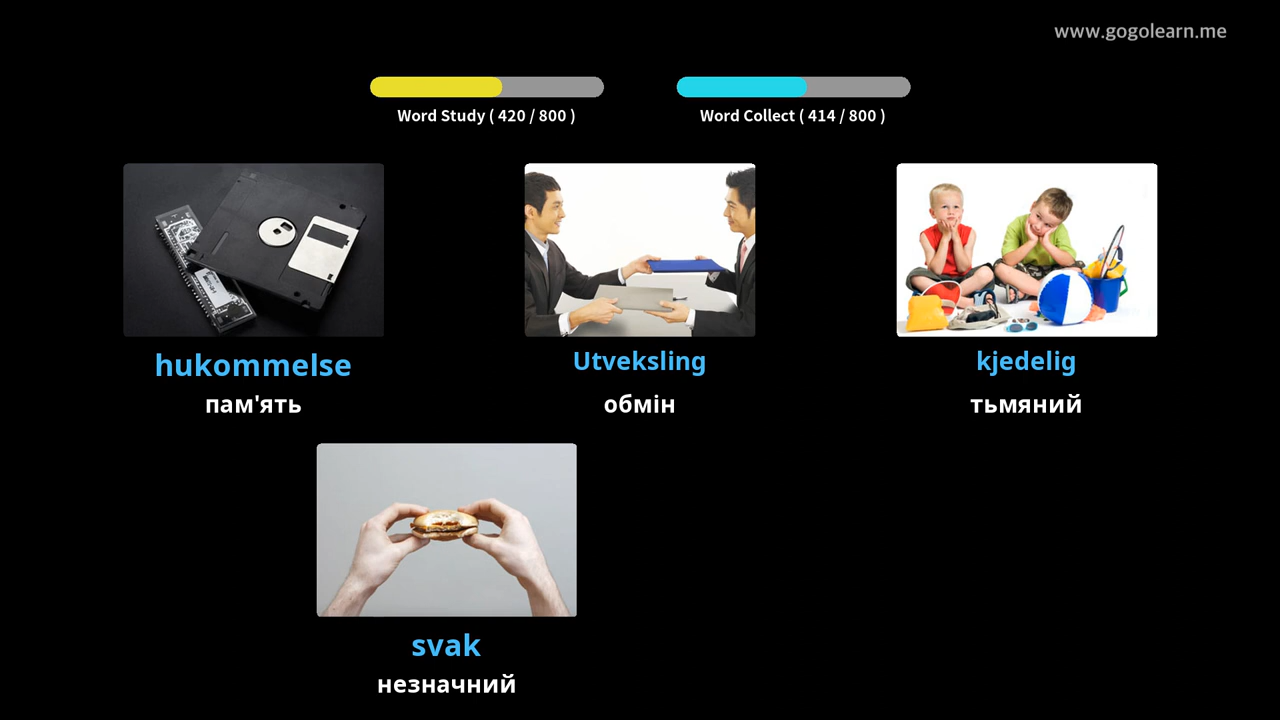 www.gogolearn.me
Word Study ( 420 / 800 )
Word Collect ( 414 / 800 )
hukommelse
Utveksling
kjedelig
пам'ять
обмін
тьмяний
svak
незначний